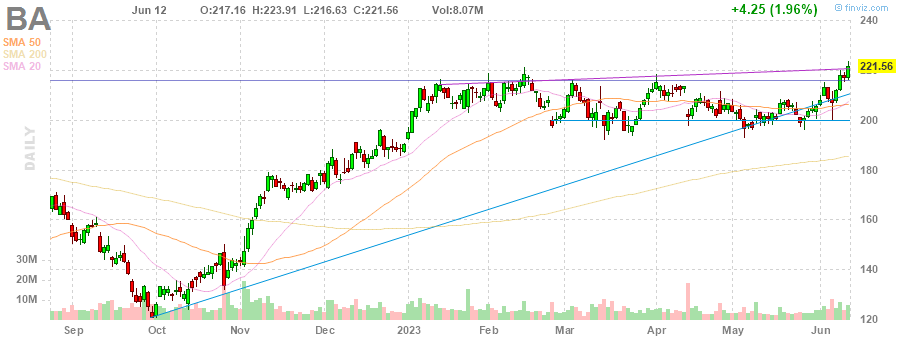 BA Jun 12 O:217.16 H:223.91 L:216.63 C:221.56 Vol:8.07M +4.25 (1.96%) @ finviz.com
SMA 50
SMA 200
SMA 20
DAILY
240
221.56
220
200
180
160
140
120
30M
20M
10M
Sep Oct Nov Dec 2023 Feb Mar Apr May Jun